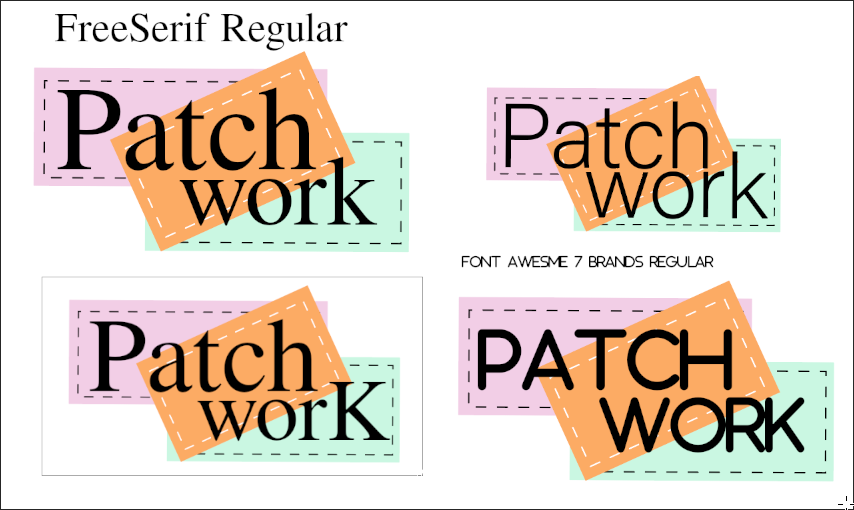 FreeSerif Regular
Patch
work
Patch
work
FONT AWESME 7 BRANDS REGULAR
Patch
worK
PATCH
WORK